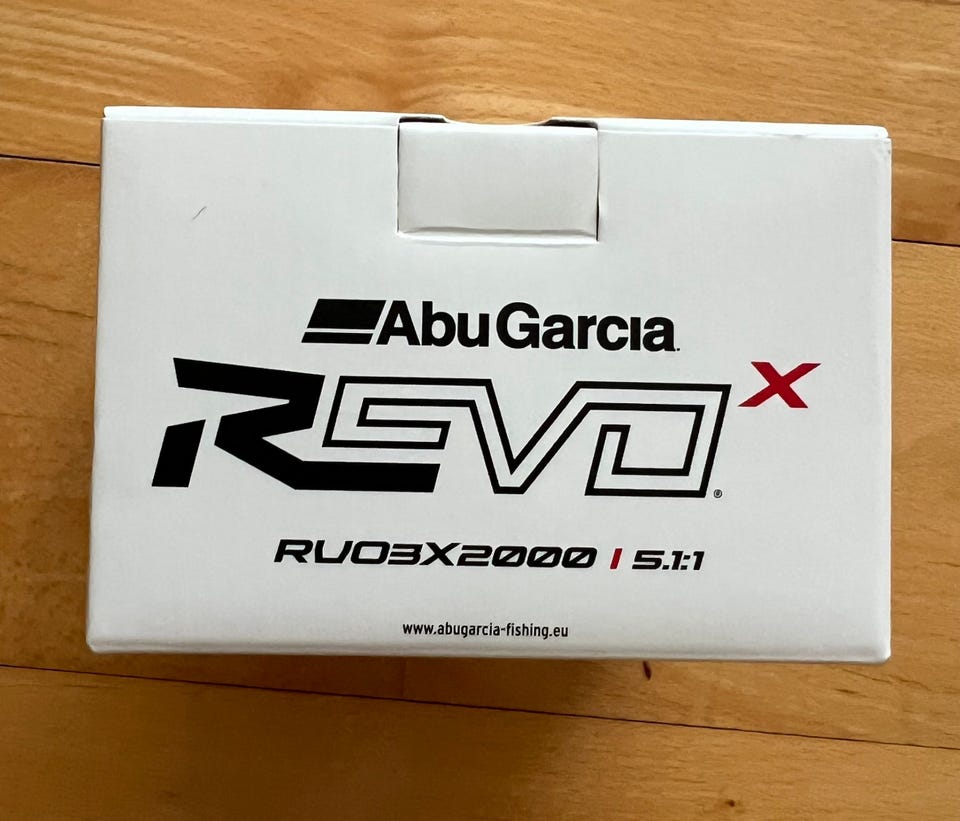 AbuGarcia
REVO X
RVO3X2000 | 5.1:1
www.abugarcia-fishing.eu